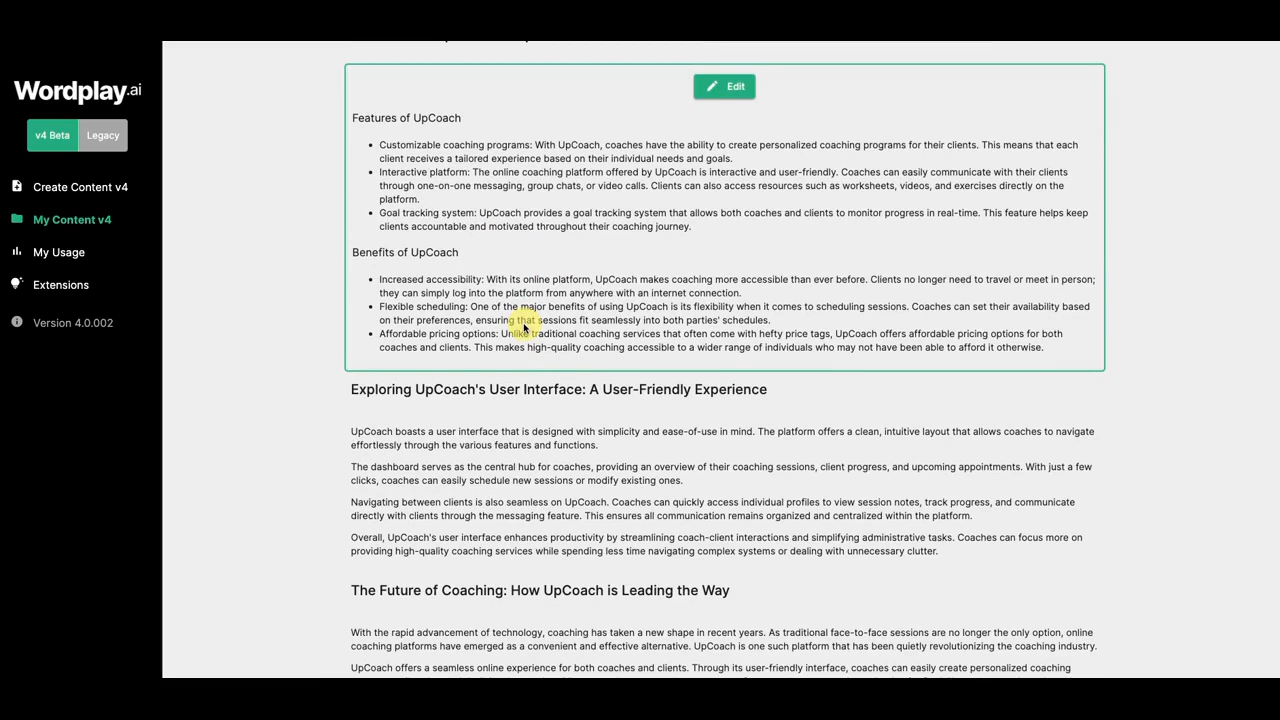 Wordplay.ai
v4 Beta
Legacy
Create Content v4
My Content v4
My Usage
Extensions
Version 4.0.002
Edit
Features of UpCoach
• Customizable coaching programs: With UpCoach, coaches have the ability to create personalized coaching programs for their clients. This means that each
client receives a tailored experience based on their individual needs and goals.
• Interactive platform: The online coaching platform offered by UpCoach is interactive and user-friendly. Coaches can easily communicate with their clients
through one-on-one messaging, group chats, or video calls. Clients can also access resources such as worksheets, videos, and exercises directly on the
platform.
• Goal tracking system: UpCoach provides a goal tracking system that allows both coaches and clients to monitor progress in real-time. This feature helps keep
clients accountable and motivated throughout their coaching journey.
Benefits of UpCoach
• Increased accessibility: With its online platform, UpCoach makes coaching more accessible than ever before. Clients no longer need to travel or meet in person;
they can simply log into the platform from anywhere with an internet connection.
• Flexible scheduling: One of the major benefits of using UpCoach is its flexibility when it comes to scheduling sessions. Coaches can set their availability based
on their preferences, ensuring that sessions fit seamlessly into both parties' schedules.
• Affordable pricing options: Unlike traditional coaching services that often come with hefty price tags, UpCoach offers affordable pricing options for both
coaches and clients. This makes high-quality coaching accessible to a wider range of individuals who may not have been able to afford it otherwise.
Exploring UpCoach's User Interface: A User-Friendly Experience
UpCoach boasts a user interface that is designed with simplicity and ease-of-use in mind. The platform offers a clean, intuitive layout that allows coaches to navigate
effortlessly through the various features and functions.
The dashboard serves as the central hub for coaches, providing an overview of their coaching sessions, client progress, and upcoming appointments. With just a few
clicks, coaches can easily schedule new sessions or modify existing ones.
Navigating between clients is also seamless on UpCoach. Coaches can quickly access individual profiles to view session notes, track progress, and communicate
directly with clients through the messaging feature. This ensures all communication remains organized and centralized within the platform.
Overall, UpCoach's user interface enhances productivity by streamlining coach-client interactions and simplifying administrative tasks. Coaches can focus more on
providing high-quality coaching services while spending less time navigating complex systems or dealing with unnecessary clutter.
The Future of Coaching: How UpCoach is Leading the Way
With the rapid advancement of technology, coaching has taken a new shape in recent years. As traditional face-to-face sessions are no longer the only option, online
coaching platforms have emerged as a convenient and effective alternative. UpCoach is one such platform that has been quietly revolutionizing the coaching industry.
UpCoach offers a seamless online experience for both coaches and clients. Through its user-friendly interface, coaches can easily create personalized coaching